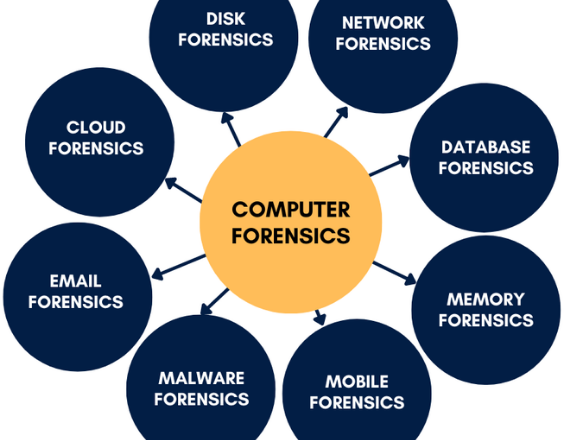 DISK
FORENSICS
NETWORK
FORENSICS
CLOUD
FORENSICS
DATABASE
FORENSICS
COMPUTER
FORENSICS
EMAIL
FORENSICS
MEMORY
FORENSICS
MALWARE
FORENSICS
MOBILE
FORENSICS